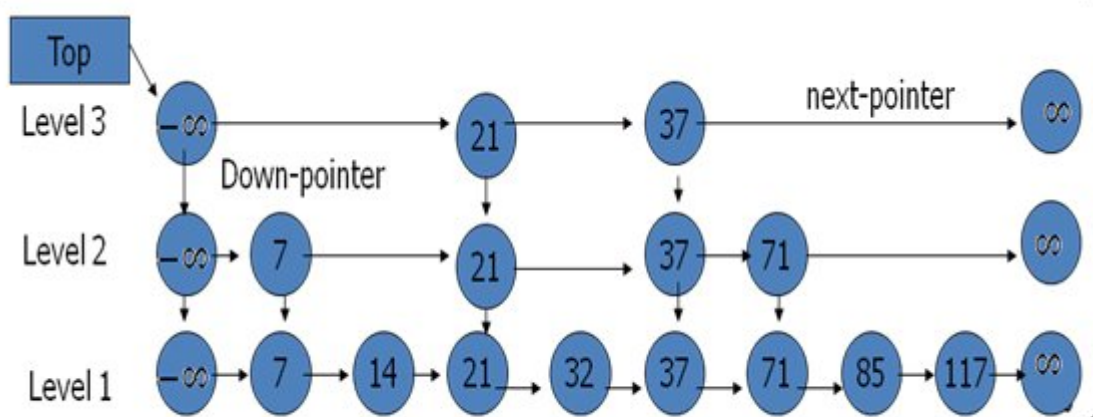 Top
Level 3
−∞ 21 37 next-pointer ∞
Down-pointer
Level 2
−∞ 7 21 37 71 ∞
Level 1
−∞ 7 14 21 32 37 71 85 117 ∞